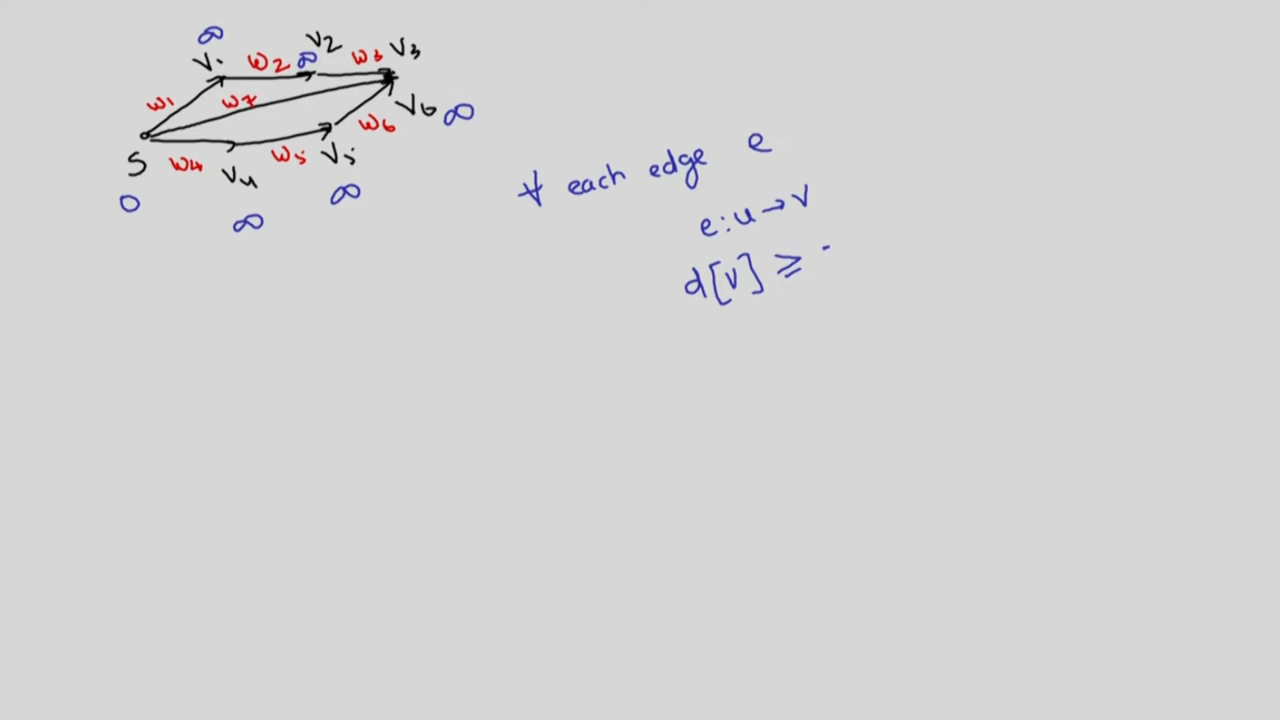 ∞
V1
W2
∞
V2
W3
V3
W1
W7
V6
∞
W6
S
W4
V4
W5
V5
0
∞
∞
∀ each edge e
e: u → v
d[v] ≥